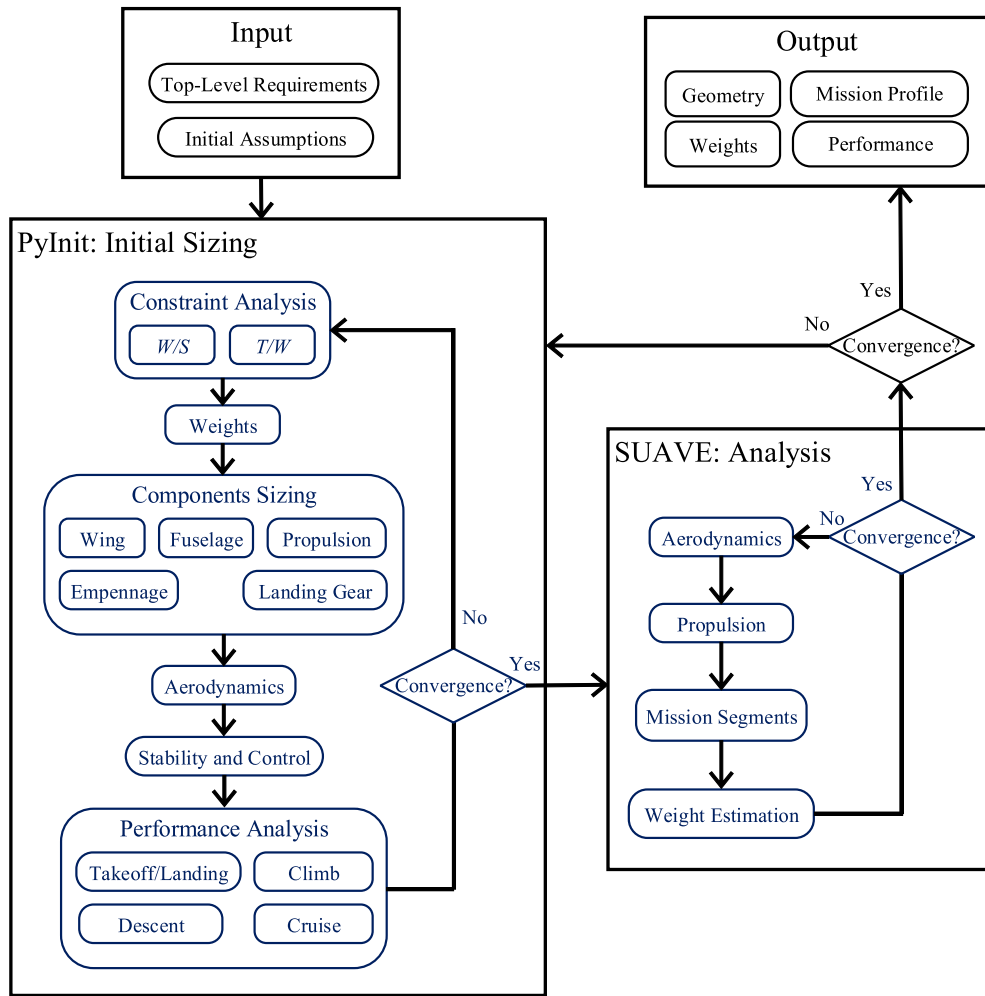 Input
Top-Level Requirements
Initial Assumptions
Output
Geometry
Mission Profile
Weights
Performance
PyInit: Initial Sizing
Constraint Analysis
W/S
T/W
Weights
Components Sizing
Wing
Fuselage
Propulsion
Empennage
Landing Gear
Aerodynamics
Stability and Control
Performance Analysis
Takeoff/Landing
Climb
Descent
Cruise
No
Convergence?
Yes
SUAVE: Analysis
Aerodynamics
Propulsion
Mission Segments
Weight Estimation
Yes
No
Convergence?
Yes
No
Convergence?